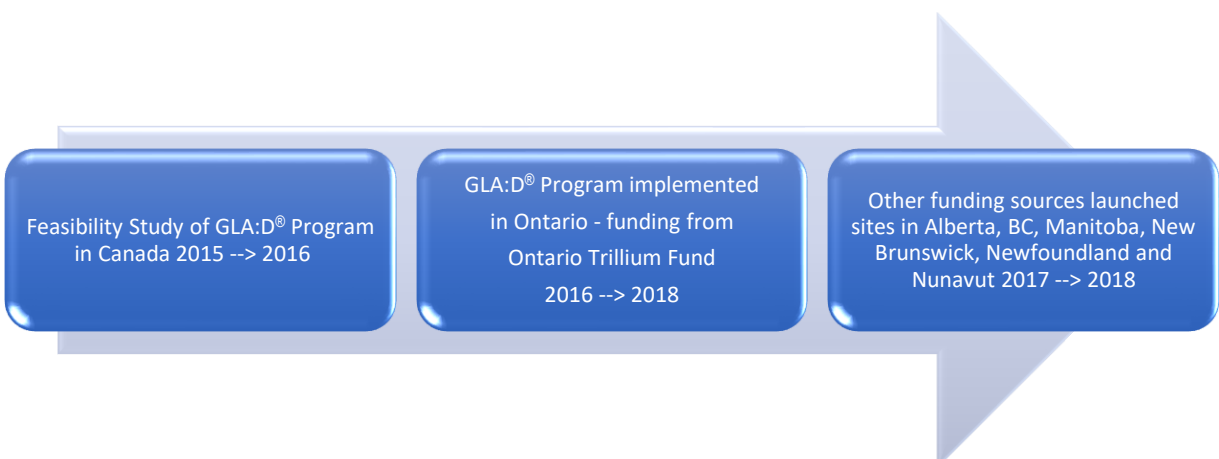 Feasibility Study of GLA:D® Program
in Canada 2015 --> 2016
GLA:D® Program implemented
in Ontario - funding from
Ontario Trillium Fund
2016 --> 2018
Other funding sources launched
sites in Alberta, BC, Manitoba, New
Brunswick, Newfoundland and
Nunavut 2017 --> 2018